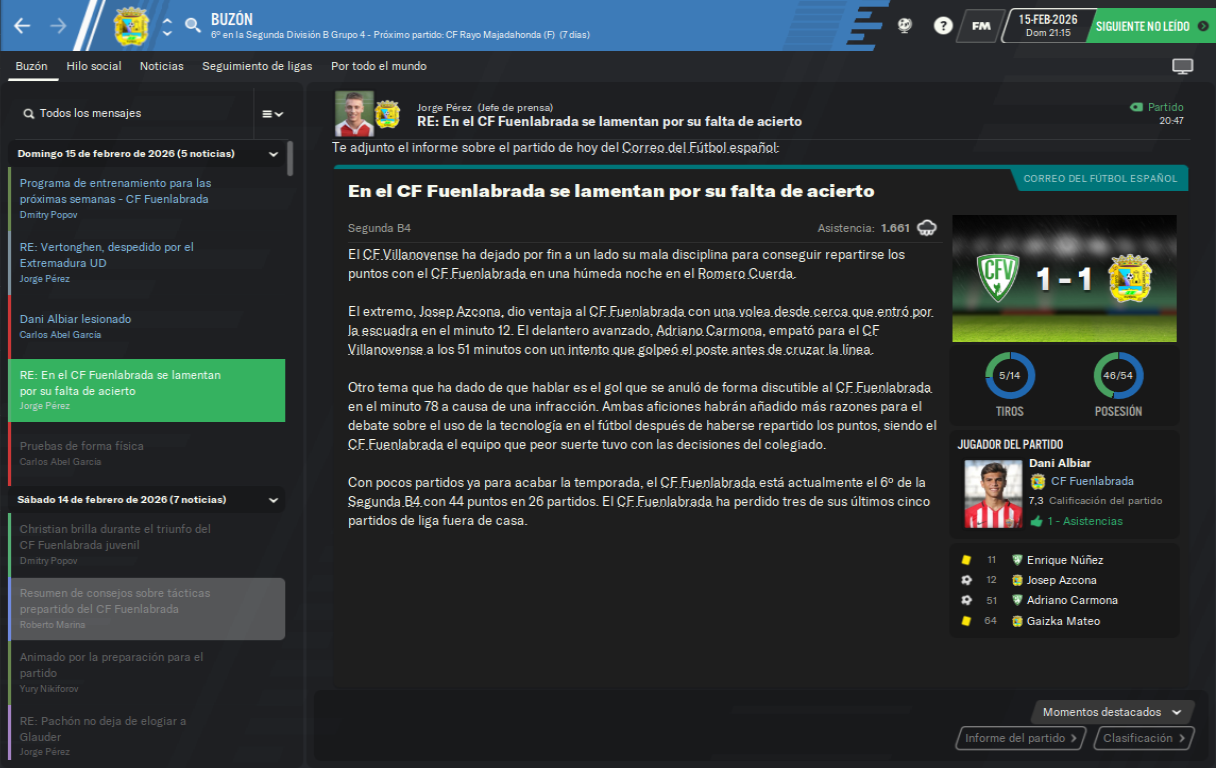 BUZÓN
6º en la Segunda División B Grupo 4 - Próximo partido: CF Rayo Majadahonda (F) (7 días)
?
FM
15-FEB-2026
Dom 21:15
SIGUIENTE NO LEÍDO
Buzón
Hilo social
Noticias
Seguimiento de ligas
Por todo el mundo
Todos los mensajes
Domingo 15 de febrero de 2026 (5 noticias)
Programa de entrenamiento para las
próximas semanas - CF Fuenlabrada
Dmitry Popov
RE: Vertonghen, despedido por el
Extremadura UD
Jorge Pérez
Dani Albiar lesionado
Carlos Abel García
RE: En el CF Fuenlabrada se lamentan
por su falta de acierto
Jorge Pérez
Pruebas de forma física
Carlos Abel García
Sábado 14 de febrero de 2026 (7 noticias)
Christian brilla durante el triunfo del
CF Fuenlabrada juvenil
Dmitry Popov
Resumen de consejos sobre tácticas
prepartido del CF Fuenlabrada
Roberto Marina
Animado por la preparación para el
partido
Yury Nikiforov
RE: Pachón no deja de elogiar a
Glauder
Jorge Pérez
Jorge Pérez (Jefe de prensa)
RE: En el CF Fuenlabrada se lamentan por su falta de acierto
Partido
20:47
Te adjunto el informe sobre el partido de hoy del Correo del Fútbol español:
CORREO DEL FÚTBOL ESPAÑOL
En el CF Fuenlabrada se lamentan por su falta de acierto
Segunda B4
Asistencia: 1.661
El CF Villanovense ha dejado por fin a un lado su mala disciplina para conseguir repartirse los
puntos con el CF Fuenlabrada en una húmeda noche en el Romero Cuerda.
El extremo, Josep Azcona, dio ventaja al CF Fuenlabrada con una volea desde cerca que entró por
la escuadra en el minuto 12. El delantero avanzado, Adriano Carmona, empató para el CF
Villanovense a los 51 minutos con un intento que golpeó el poste antes de cruzar la línea.
Otro tema que ha dado de que hablar es el gol que se anuló de forma discutible al CF Fuenlabrada
en el minuto 78 a causa de una infracción. Ambas aficiones habrán añadido más razones para el
debate sobre el uso de la tecnología en el fútbol después de haberse repartido los puntos, siendo el
CF Fuenlabrada el equipo que peor suerte tuvo con las decisiones del colegiado.
Con pocos partidos ya para acabar la temporada, el CF Fuenlabrada está actualmente el 6º de la
Segunda B4 con 44 puntos en 26 partidos. El CF Fuenlabrada ha perdido tres de sus últimos cinco
partidos de liga fuera de casa.
CFV
1 - 1
5/14
46/54
TIROS
POSESIÓN
JUGADOR DEL PARTIDO
Dani Albiar
CF Fuenlabrada
7,3 Calificación del partido
1 - Asistencias
11 Enrique Núñez
12 Josep Azcona
51 Adriano Carmona
64 Gaizka Mateo
Momentos destacados
Informe del partido
Clasificación